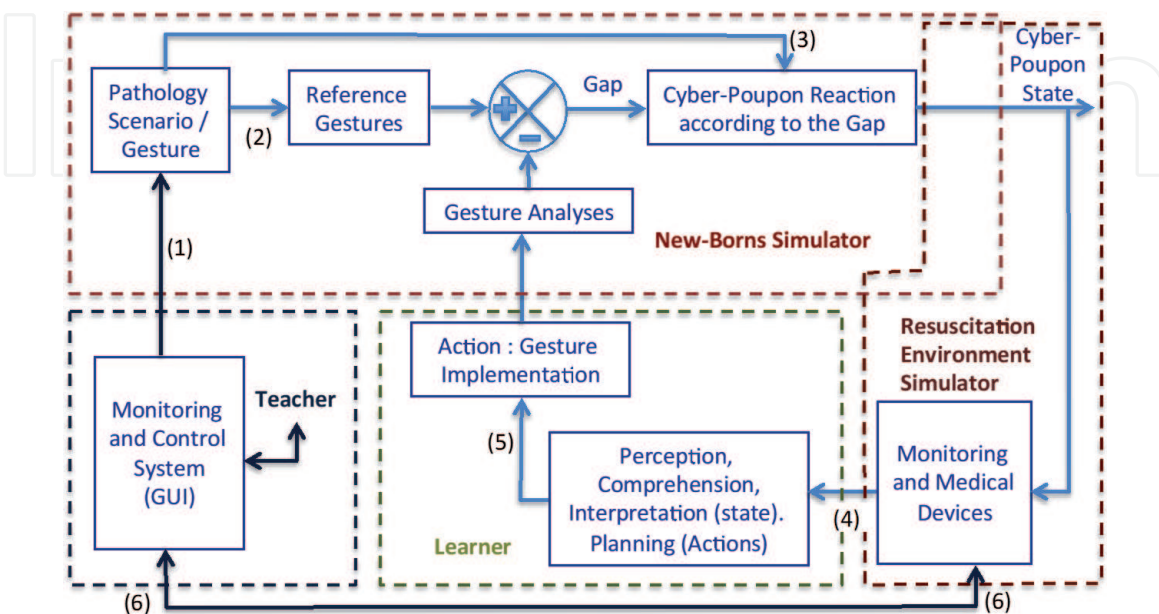 (3)
Cyber-
Poupon
State
Pathology
Scenario /
Gesture
(2)
Reference
Gestures
Gap
Cyber-Poupon Reaction
according to the Gap
Gesture Analyses
New-Borns Simulator
(1)
Action : Gesture
Implementation
Resuscitation
Environment
Simulator
Teacher
Monitoring
and Control
System
(GUI)
(5)
Perception,
Comprehension,
Interpretation (state).
Planning (Actions)
(4)
Monitoring
and Medical
Devices
Learner
(6)
(6)